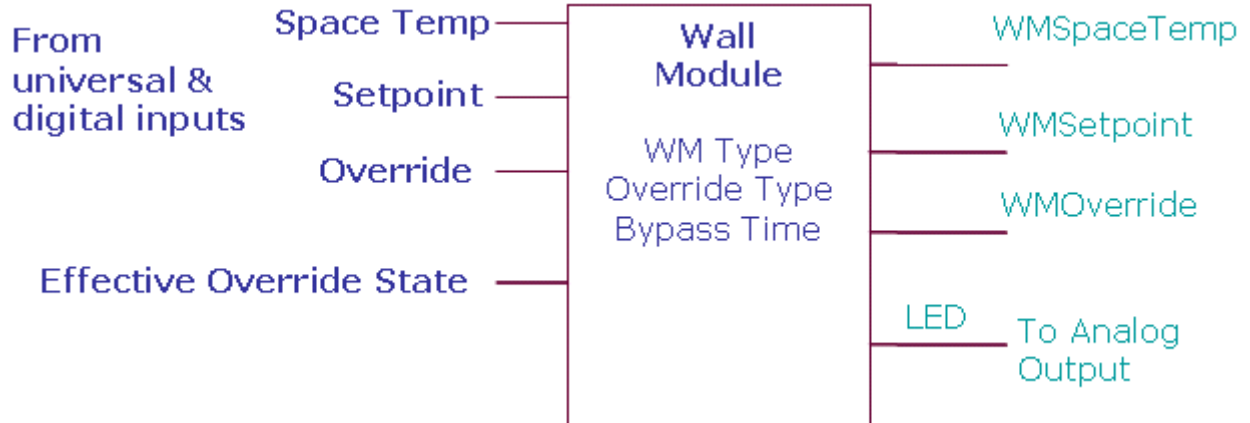 From
universal &
digital inputs
Space Temp
Setpoint
Override
Effective Override State
Wall
Module
WM Type
Override Type
Bypass Time
WMSpaceTemp
WMSetpoint
WMOverride
LED
To Analog
Output